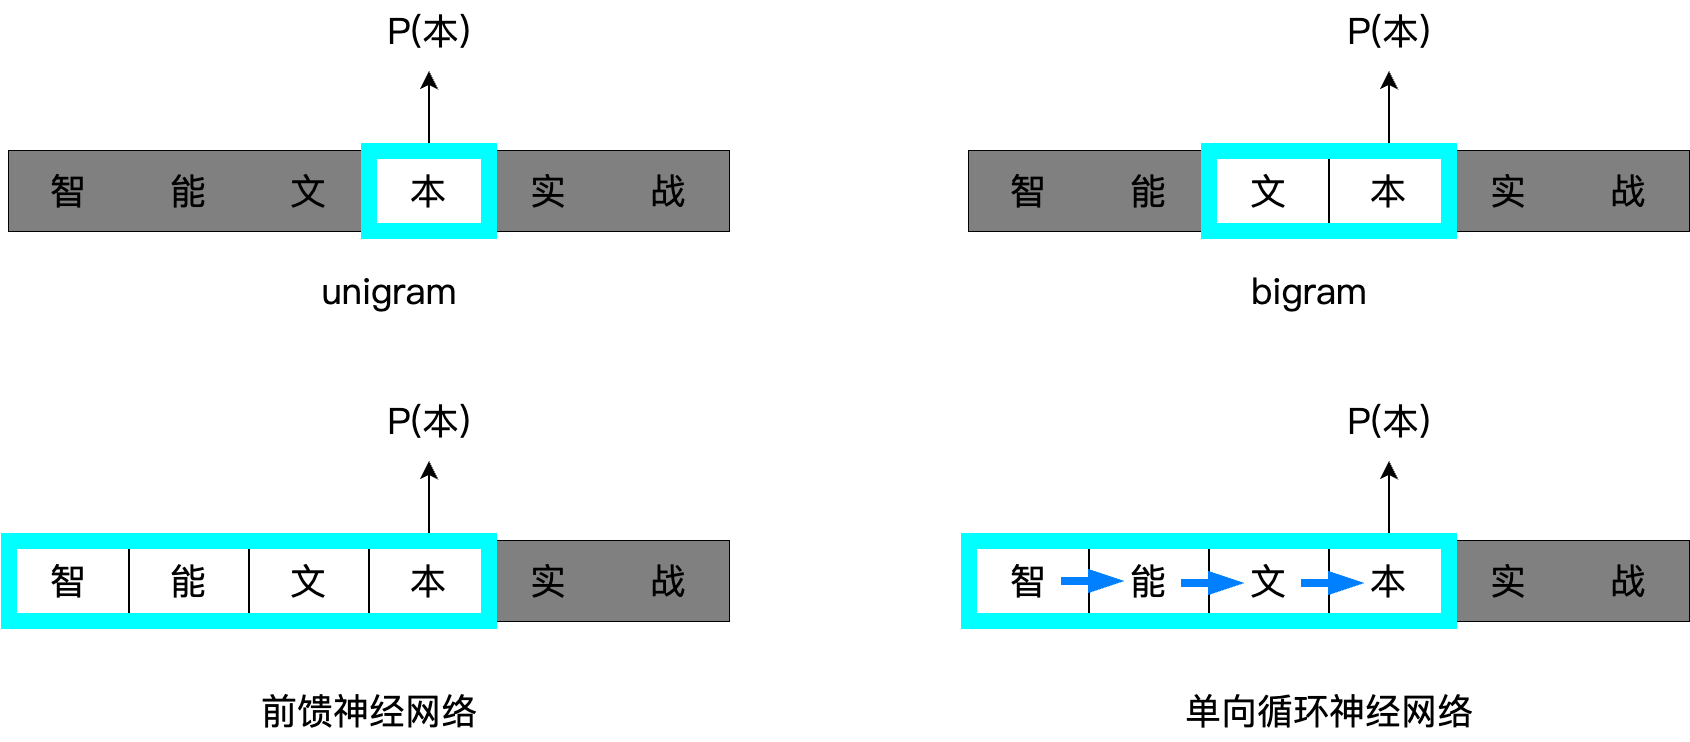 P(本)
智 能 文 本 实 战
unigram
P(本)
智 能 文 本 实 战
bigram
P(本)
智 能 文 本 实 战
前馈神经网络
P(本)
智 能 文 本 实 战
单向循环神经网络